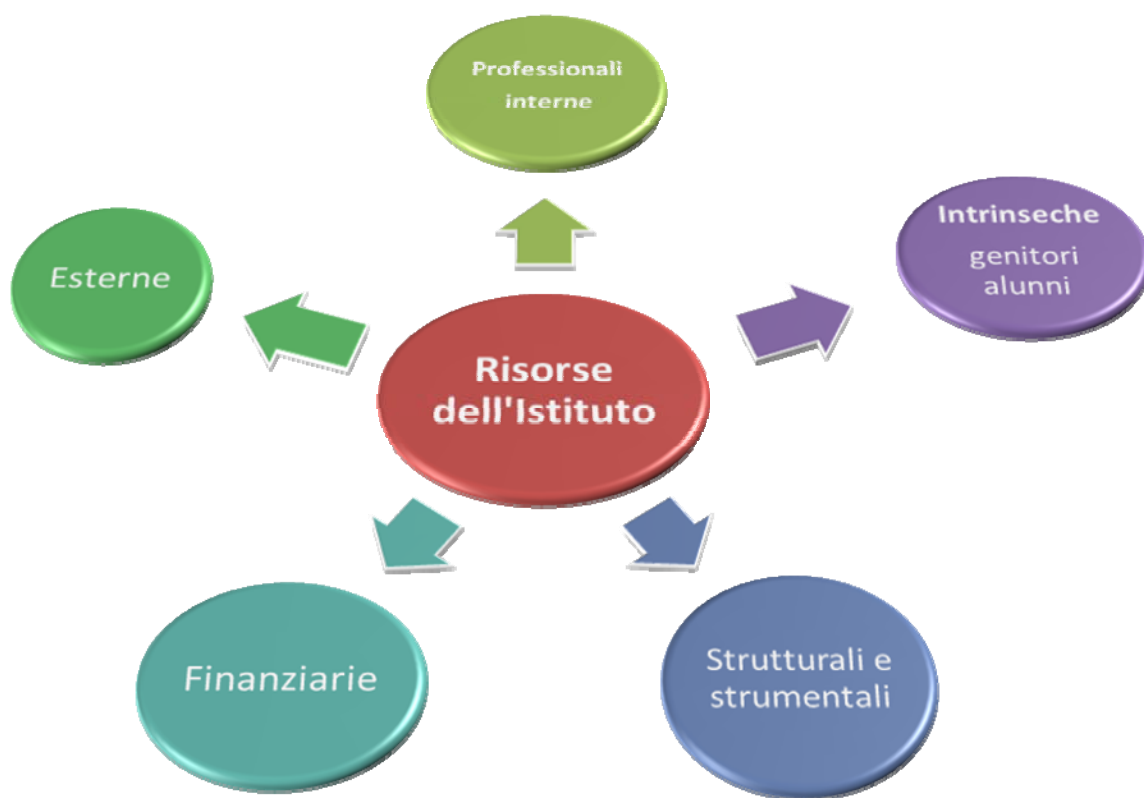 Professionali
interne
Intrinseche
genitori
alunni
Esterne
Risorse
dell'Istituto
Finanziarie
Strutturali e
strumentali